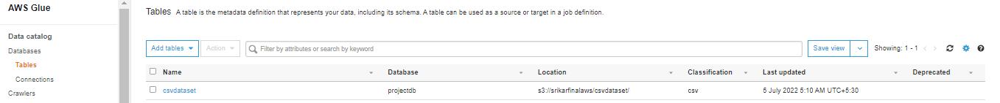 AWS Glue
Data catalog
Databases
Tables
Connections
Crawlers
Tables A table is the metadata definition that represents your data, including its schema. A table can be used as a source or target in a job definition.
Add tables Action Filter by attributes or search by keyword Save view Showing: 1 - 1
Name Database Location Classification Last updated Deprecated
csvdataset projectdb s3://srikarfinalaws/csvdataset/ csv 5 July 2022 5:10 AM UTC+5:30